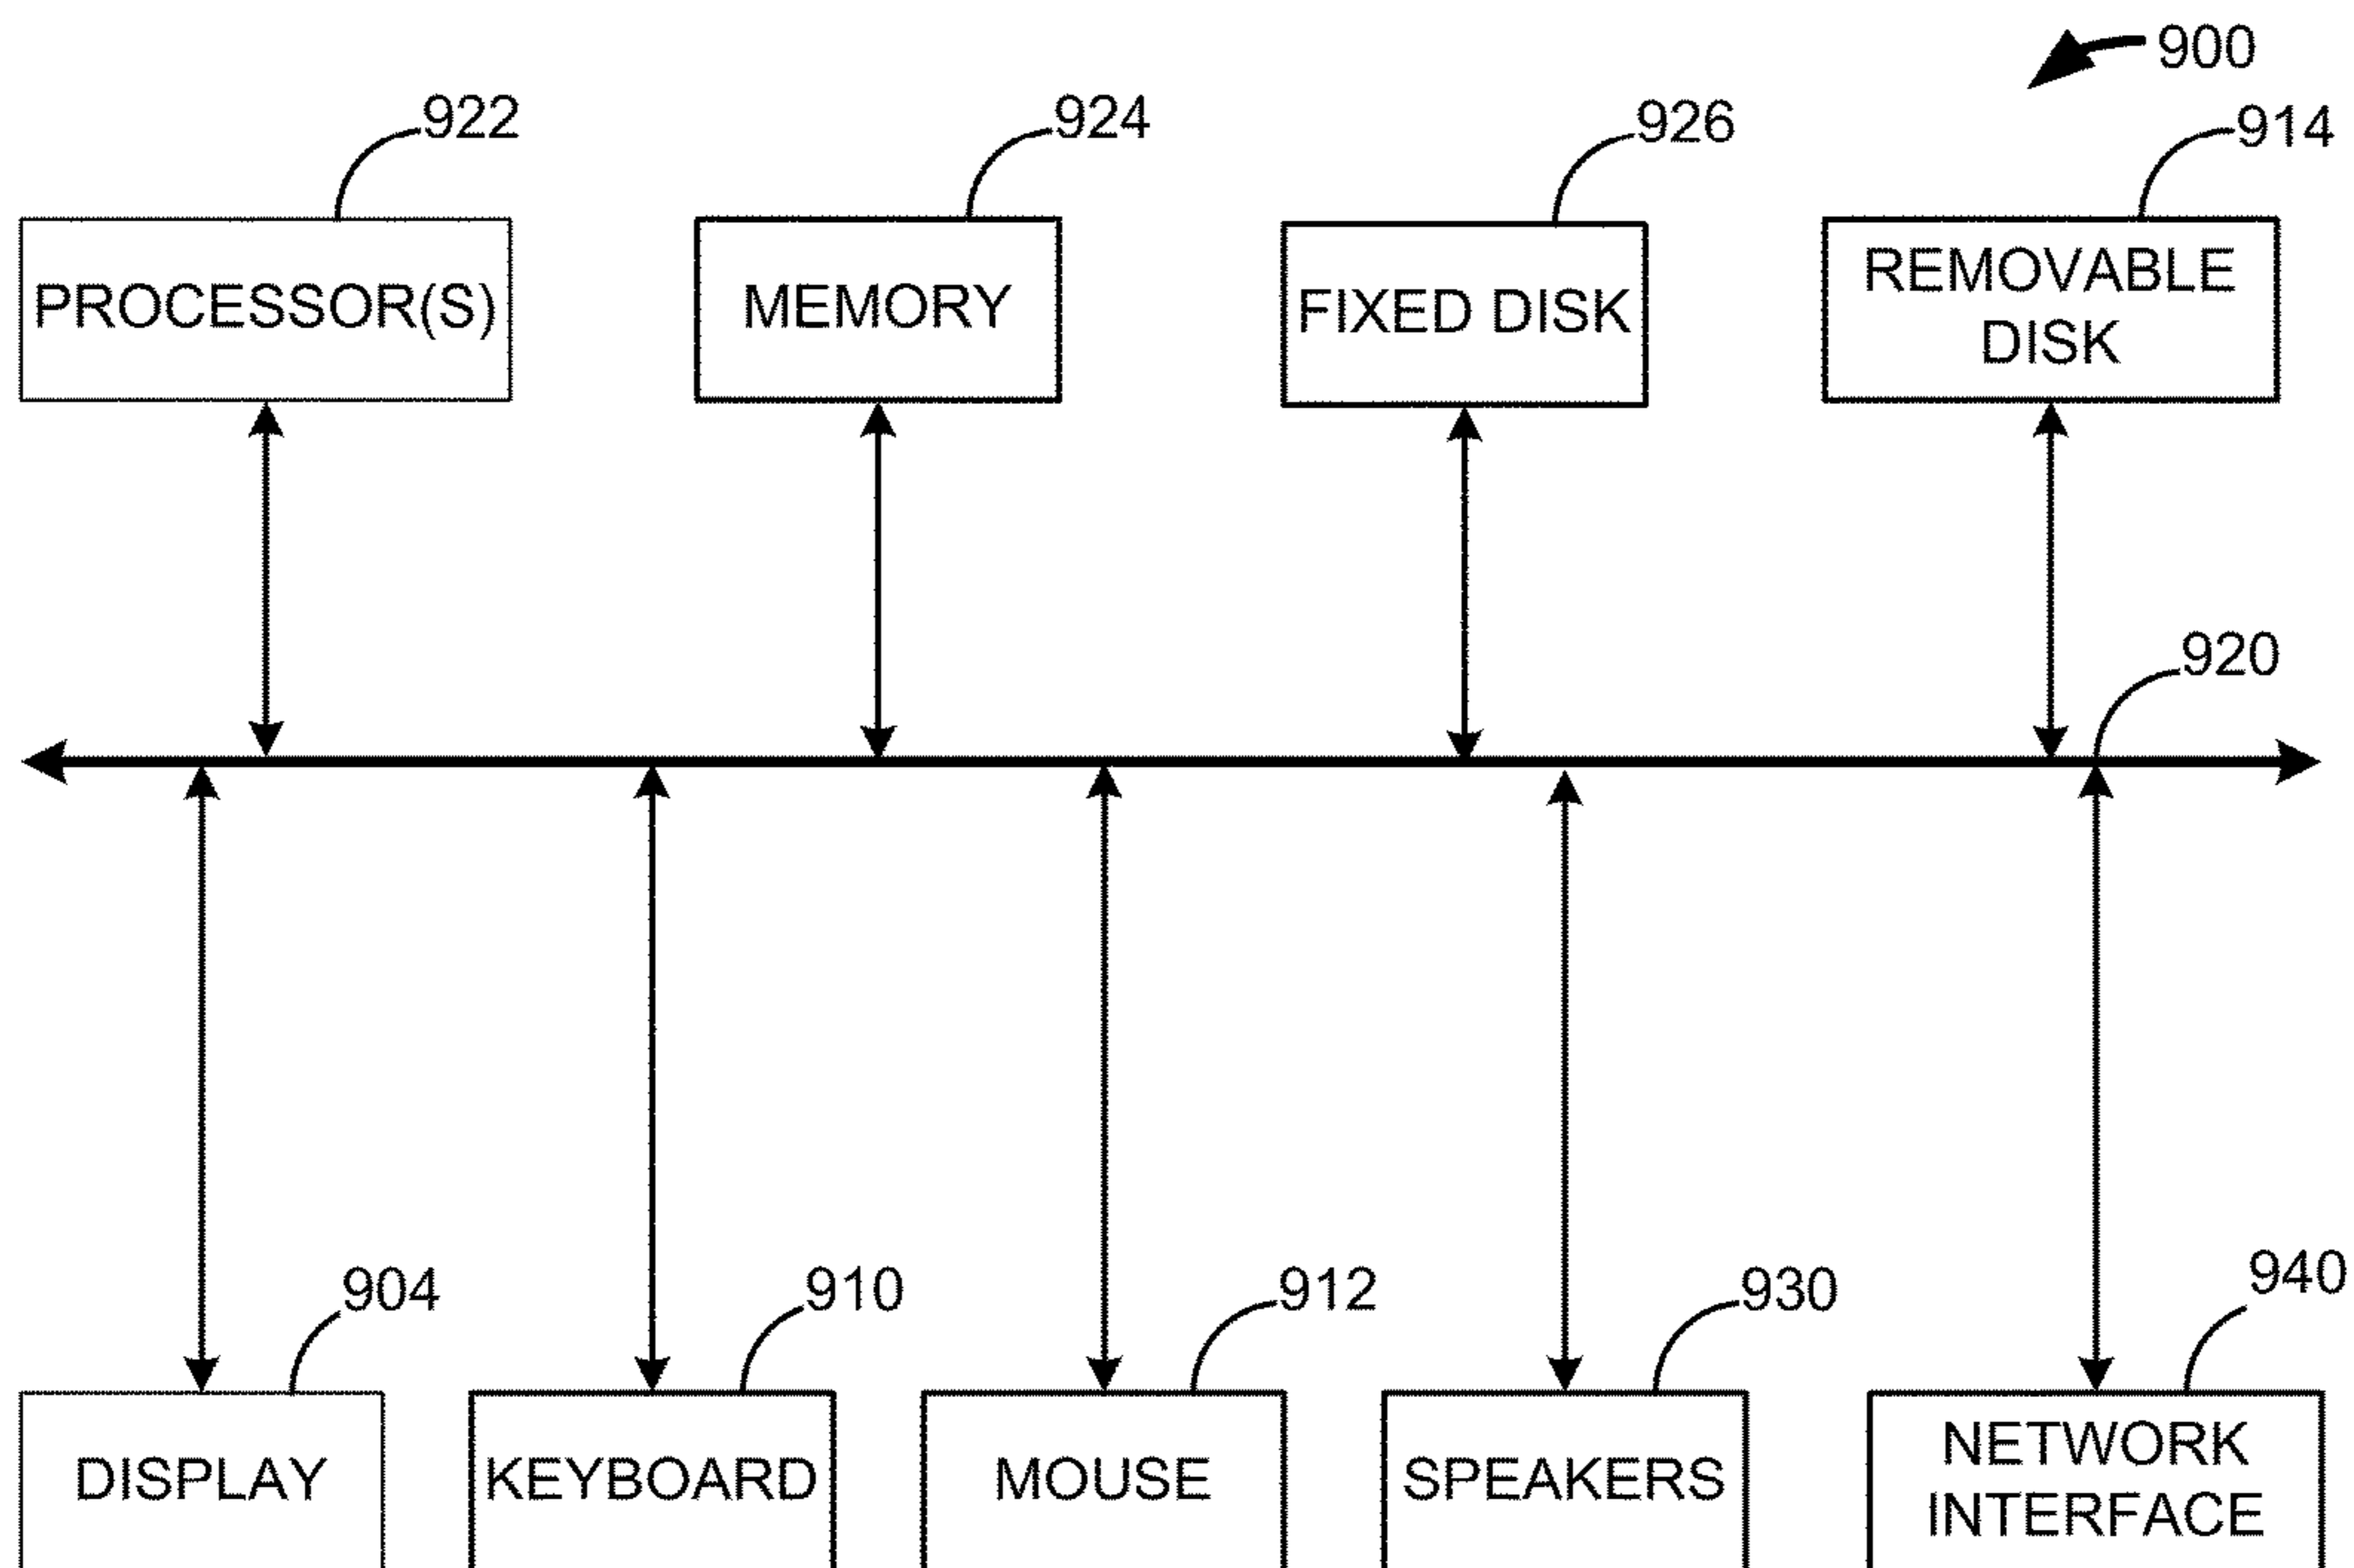 900
922
924
926
914
PROCESSOR(S)
MEMORY
FIXED DISK
REMOVABLE
DISK
920
904
910
912
930
940
DISPLAY
KEYBOARD
MOUSE
SPEAKERS
NETWORK
INTERFACE